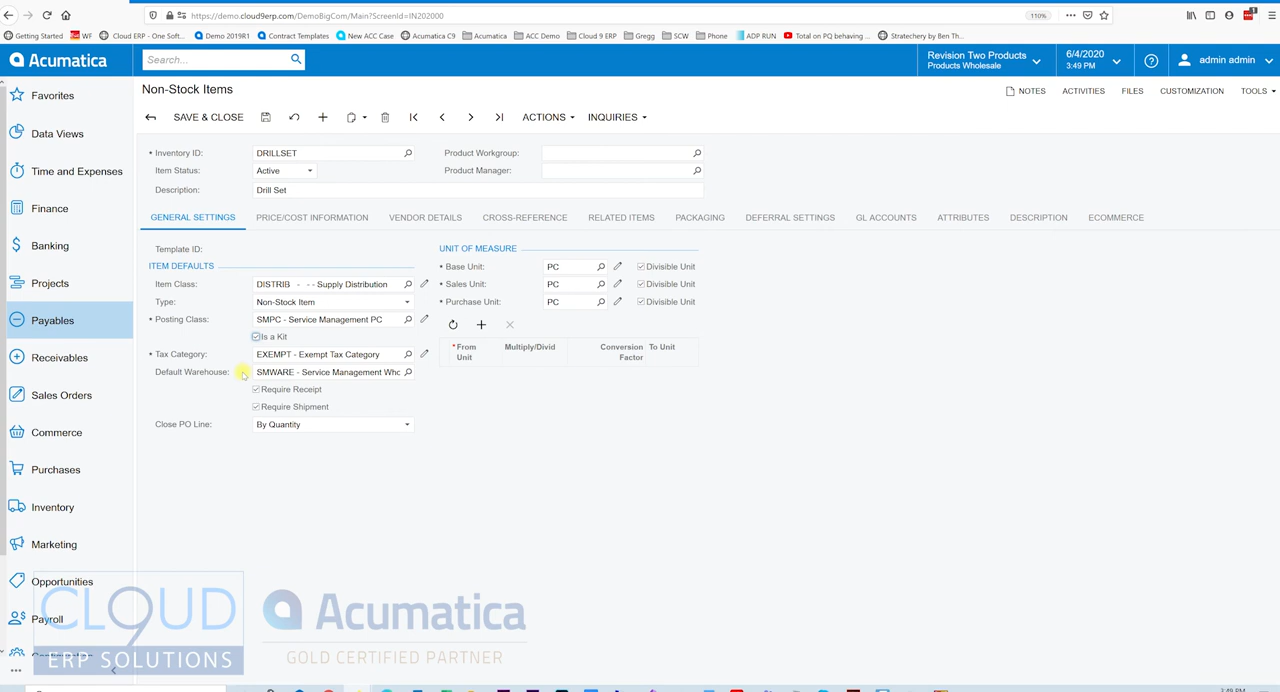 https://demo.cloud9erp.com/DemoBigCom/Main?ScreenId=IN202000
110%
Getting Started WF Cloud ERP - One Soft... Demo 2019R1 Contract Templates New ACC Case Acumatica C9 Acumatica ACC Demo Cloud 9 ERP Gregg SCW Phone ADP RUN Total on PQ behaving ... Stratechery by Ben Th...
Acumatica
Search...
Revision Two Products
Products Wholesale
6/4/2020
3:49 PM
admin admin
Favorites
Data Views
Time and Expenses
Finance
Banking
Projects
Payables
Receivables
Sales Orders
Commerce
Purchases
Inventory
Marketing
Opportunities
Payroll
Non-Stock Items
NOTES ACTIVITIES FILES CUSTOMIZATION TOOLS
SAVE & CLOSE ACTIONS INQUIRIES
Inventory ID: DRILLSET Product Workgroup:
Item Status: Active Product Manager:
Description: Drill Set
GENERAL SETTINGS PRICE/COST INFORMATION VENDOR DETAILS CROSS-REFERENCE RELATED ITEMS PACKAGING DEFERRAL SETTINGS GL ACCOUNTS ATTRIBUTES DESCRIPTION ECOMMERCE
Template ID: UNIT OF MEASURE
ITEM DEFAULTS Base Unit: PC Divisible Unit
Item Class: DISTRIB - - - Supply Distribution Sales Unit: PC Divisible Unit
Type: Non-Stock Item Purchase Unit: PC Divisible Unit
Posting Class: SMPC - Service Management PC
Is a Kit
Tax Category: EXEMPT - Exempt Tax Category
Default Warehouse: SMWARE - Service Management Who
Require Receipt
Require Shipment
Close PO Line: By Quantity
*From Unit Multiply/Divid Conversion Factor To Unit
CLOUD 9
ERP SOLUTIONS
Acumatica
GOLD CERTIFIED PARTNER
3:49 PM